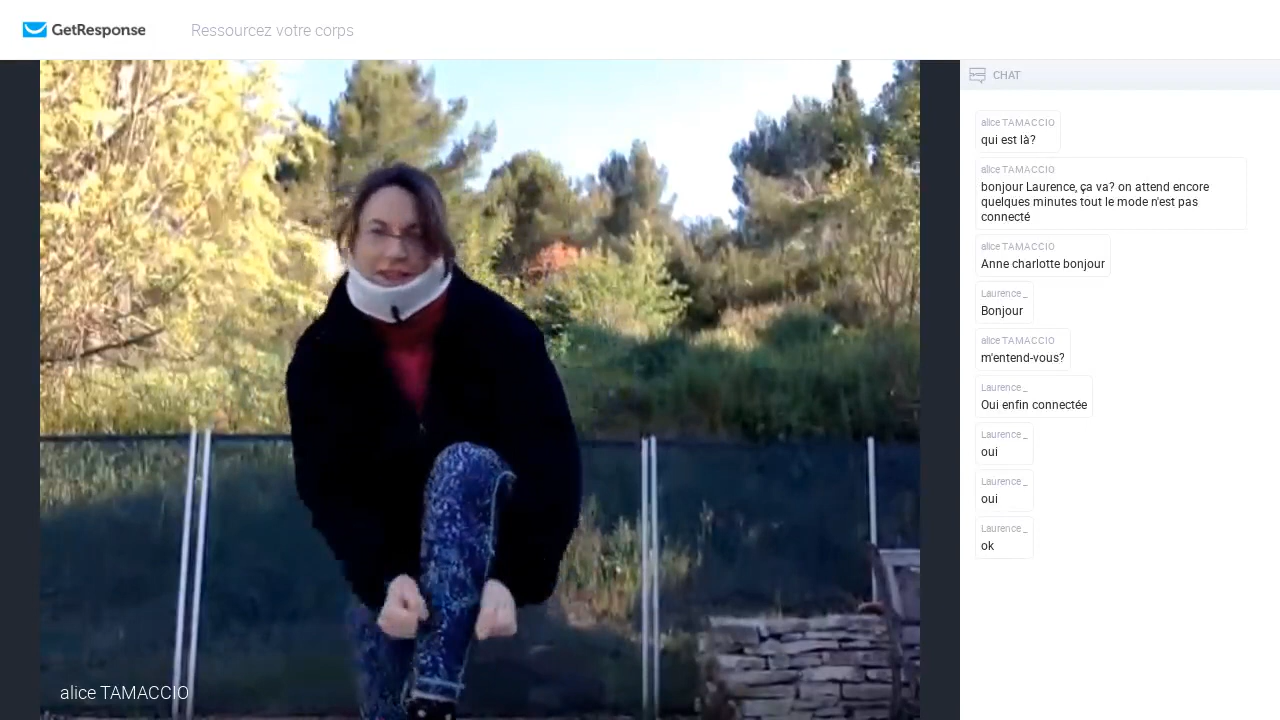 GetResponse
Ressourcez votre corps
CHAT
alice TAMACCIO
qui est là?
alice TAMACCIO
bonjour Laurence, ça va? on attend encore
quelques minutes tout le mode n'est pas
connecté
alice TAMACCIO
Anne charlotte bonjour
Laurence _
Bonjour
alice TAMACCIO
m'entend-vous?
Laurence _
Oui enfin connectée
Laurence _
oui
Laurence _
oui
Laurence _
ok
alice TAMACCIO